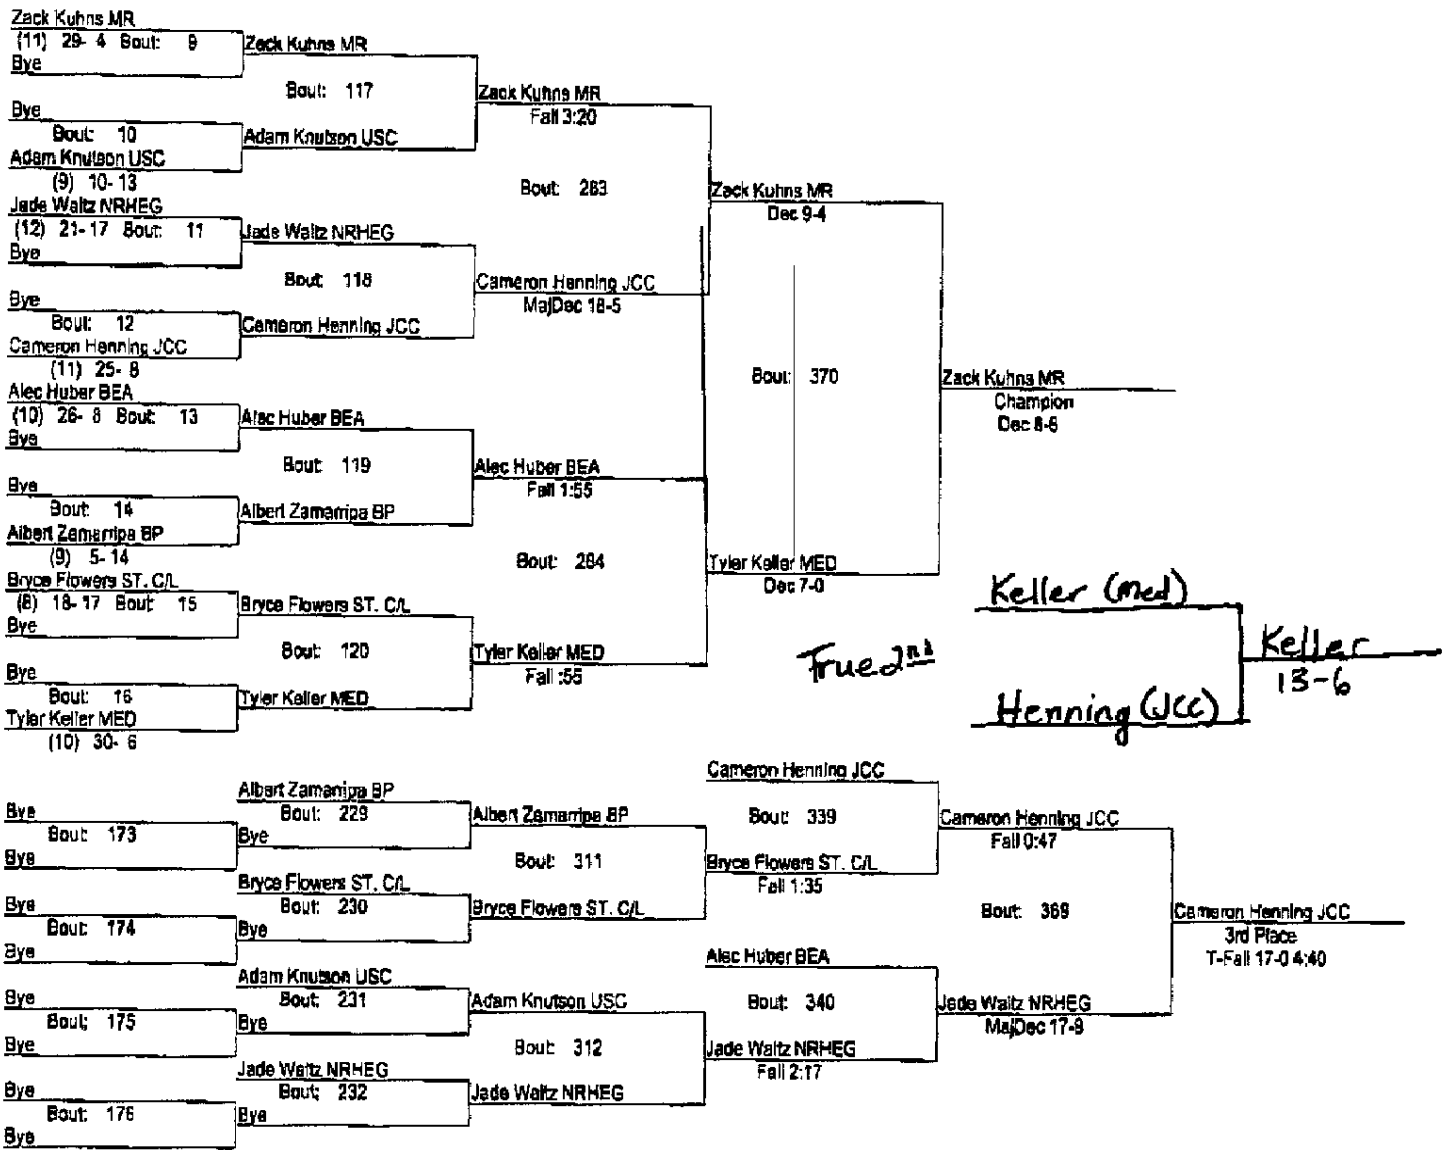 Zack Kuhns MR
(11) 29- 4 Bout: 9
Bye
Zack Kuhns MR
Bout: 117
Bye
Bout: 10
Adam Knutson USC
(9) 10- 13
Adam Knutson USC
Zack Kuhns MR
Fall 3:20
Bout: 283
Jade Waltz NRHEG
(12) 21- 17 Bout: 11
Bye
Jade Waltz NRHEG
Bout: 118
Bye
Bout: 12
Cameron Henning JCC
(11) 25- 8
Cameron Henning JCC
Cameron Henning JCC
MajDec 18-5
Zack Kuhns MR
Dec 9-4
Alec Huber BEA
(10) 26- 8 Bout: 13
Bye
Alec Huber BEA
Bout: 119
Bye
Bout: 14
Albert Zamarripa BP
(9) 5- 14
Albert Zamarripa BP
Alec Huber BEA
Fall 1:55
Bout: 284
Bryce Flowers ST. C/L
(8) 18- 17 Bout: 15
Bye
Bryce Flowers ST. C/L
Bout: 120
Bye
Bout: 16
Tyler Keller MED
(10) 30- 6
Tyler Keller MED
Tyler Keller MED
Fall :55
Tyler Keller MED
Dec 7-0
Bout: 370
Zack Kuhns MR
Champion
Dec 8-6
True 2nd
Keller (Med)
Henning (JCC)
Keller
13-6
Bye
Bout: 173
Bye
Albert Zamarripa BP
Bout: 229
Bye
Albert Zamarripa BP
Bout: 311
Bye
Bout: 174
Bye
Bryce Flowers ST. C/L
Bout: 230
Bye
Bryce Flowers ST. C/L
Cameron Henning JCC
Bout: 339
Bryce Flowers ST. C/L
Fall 1:35
Cameron Henning JCC
Fall 0:47
Bout: 369
Bye
Bout: 175
Bye
Adam Knutson USC
Bout: 231
Bye
Adam Knutson USC
Bout: 312
Bye
Bout: 176
Bye
Jade Waltz NRHEG
Bout: 232
Bye
Jade Waltz NRHEG
Alec Huber BEA
Bout: 340
Jade Waltz NRHEG
Fall 2:17
Jade Waltz NRHEG
MajDec 17-9
Cameron Henning JCC
3rd Place
T-Fall 17-0 4:40